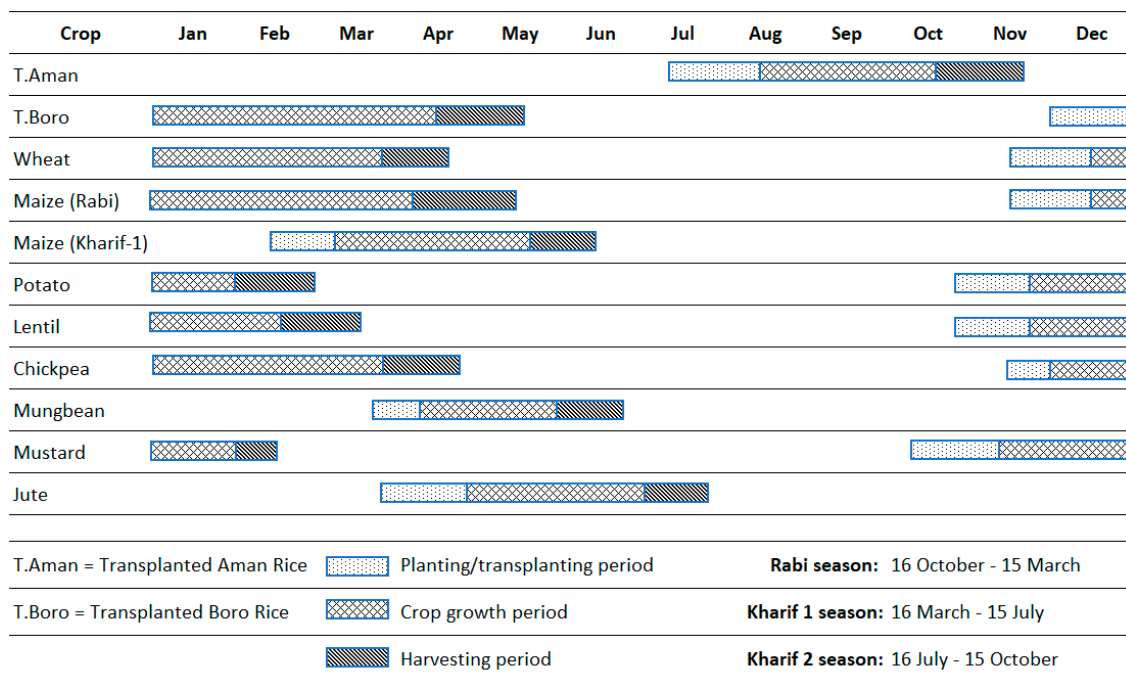 Crop Jan Feb Mar Apr May Jun Jul Aug Sep Oct Nov Dec
T.Aman
T.Boro
Wheat
Maize (Rabi)
Maize (Kharif-1)
Potato
Lentil
Chickpea
Mungbean
Mustard
Jute
T.Aman = Transplanted Aman Rice Planting/transplanting period Rabi season: 16 October - 15 March
T.Boro = Transplanted Boro Rice Crop growth period Kharif 1 season: 16 March - 15 July
Harvesting period Kharif 2 season: 16 July - 15 October